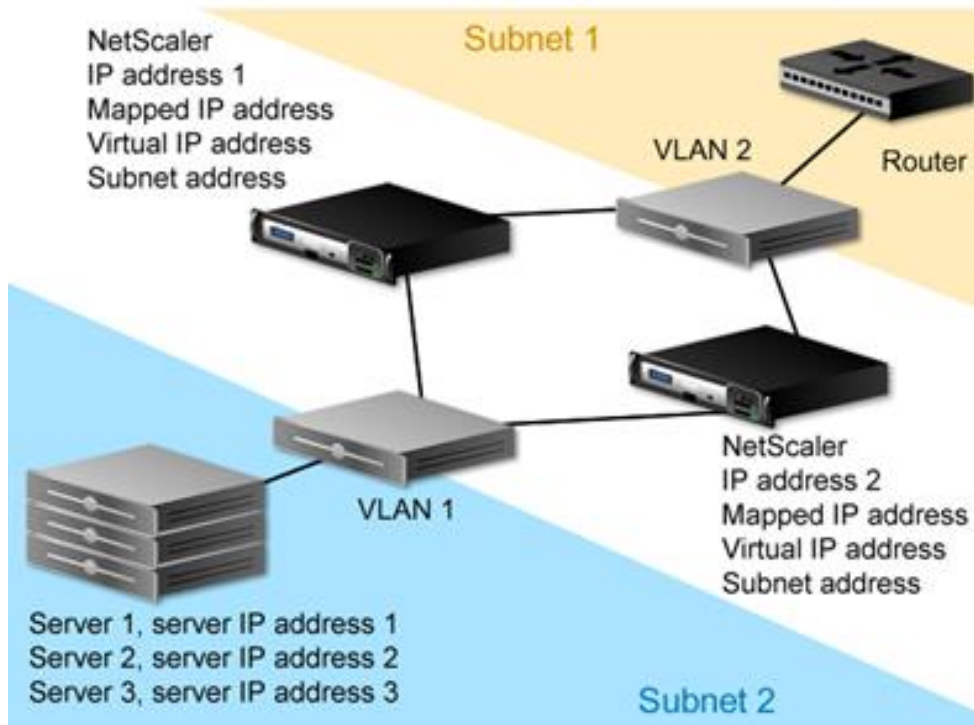 NetScaler
IP address 1
Mapped IP address
Virtual IP address
Subnet address
Subnet 1
VLAN 2
Router
VLAN 1
NetScaler
IP address 2
Mapped IP address
Virtual IP address
Subnet address
Server 1, server IP address 1
Server 2, server IP address 2
Server 3, server IP address 3
Subnet 2